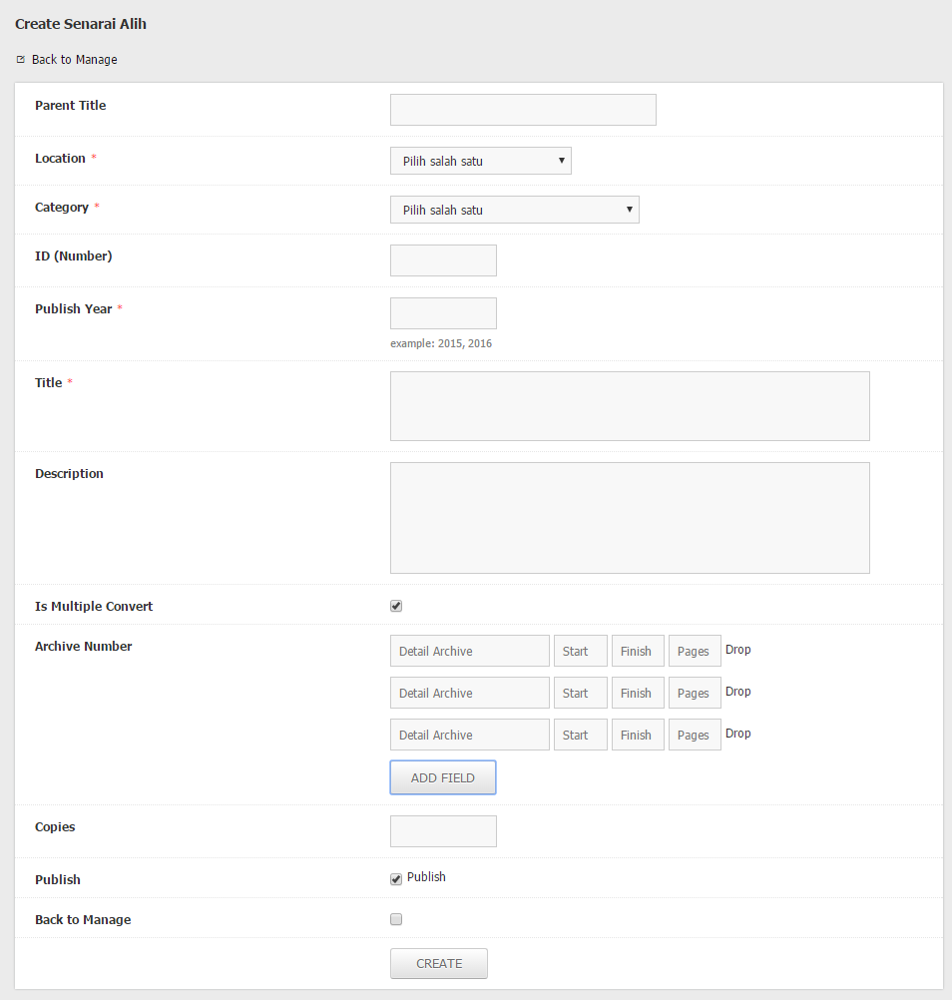 Create Senarai Alih
Back to Manage
Parent Title
Location *
Pilih salah satu
Category *
Pilih salah satu
ID (Number)
Publish Year *
example: 2015, 2016
Title *
Description
Is Multiple Convert
Archive Number
Detail Archive Start Finish Pages Drop
Detail Archive Start Finish Pages Drop
Detail Archive Start Finish Pages Drop
ADD FIELD
Copies
Publish
Publish
Back to Manage
CREATE